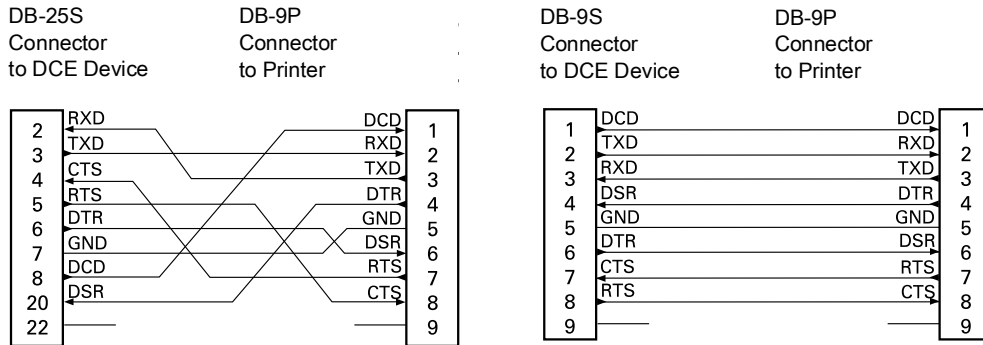 DB-25S
Connector
to DCE Device
DB-9P
Connector
to Printer
2
3
4
5
6
7
8
20
22
RXD
TXD
CTS
RTS
DTR
GND
DCD
DSR
DCD
RXD
TXD
DTR
GND
DSR
RTS
CTS
1
2
3
4
5
6
7
8
9
DB-9S
Connector
to DCE Device
DB-9P
Connector
to Printer
1
2
3
4
5
6
7
8
9
DCD
TXD
RXD
DSR
GND
DTR
CTS
RTS
DCD
RXD
TXD
DTR
GND
DSR
RTS
CTS
1
2
3
4
5
6
7
8
9